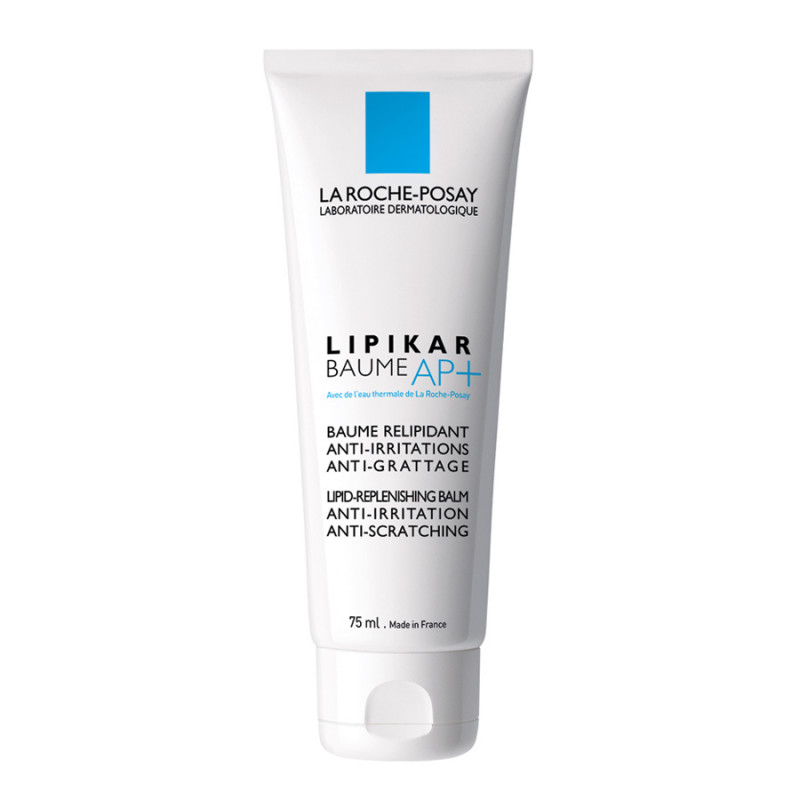 LA ROCHE-POSAY
LABORATOIRE DERMATOLOGIQUE
LIPIKAR
BAUME AP+
Avec de l'eau thermale de La Roche-Posay
BAUME RELIPIDANT
ANTI-IRRITATIONS
ANTI-GRATTAGE
LIPID-REPLENISHING BALM
ANTI-IRRITATION
ANTI-SCRATCHING
75 ml . Made in France